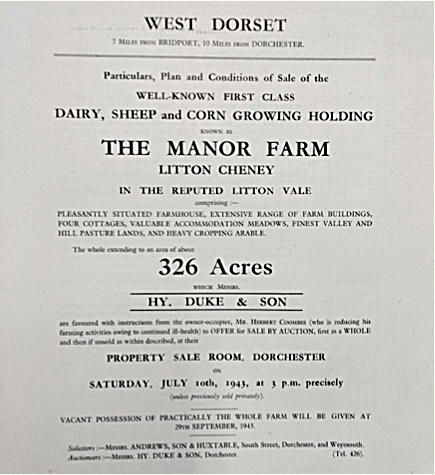 WEST DORSET
7 Miles from BRIDPORT, 10 Miles from DORCHESTER.
Particulars, Plan and Conditions of Sale of the
WELL-KNOWN FIRST CLASS
DAIRY, SHEEP and CORN GROWING HOLDING
KNOWN AS
THE MANOR FARM
LITTON CHENEY
IN THE REPUTED LITTON VALE
comprising :—
PLEASANTLY SITUATED FARMHOUSE, EXTENSIVE RANGE OF FARM BUILDINGS,
FOUR COTTAGES, VALUABLE ACCOMMODATION MEADOWS, FINEST VALLEY AND
HILL PASTURE LANDS, AND HEAVY CROPPING ARABLE.
The whole extending to an area of about
326 Acres
WHICH MESSRS.
HY. DUKE & SON
are favoured with instructions from the owner-occupier, Mr. Herbert Coombes (who is reducing his
farming activities owing to continued ill-health) to OFFER for SALE BY AUCTION, first as a WHOLE
and then if unsold as within described, at their
PROPERTY SALE ROOM, DORCHESTER
on
SATURDAY, JULY 10th, 1943, at 3 p.m. precisely
(unless previously sold privately).
VACANT POSSESSION OF PRACTICALLY THE WHOLE FARM WILL BE GIVEN AT
29TH SEPTEMBER, 1943.
Solicitors :—Messrs. ANDREWS, SON & HUXTABLE, South Street, Dorchester, and Weymouth.
Auctioneers :—Messrs. HY. DUKE & SON, Dorchester. (Tel. 426).